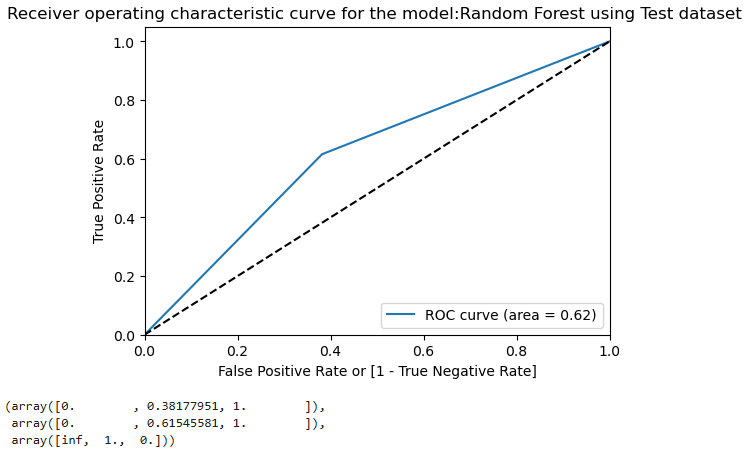 Receiver operating characteristic curve for the model:Random Forest using Test dataset
1.0
0.8
0.6
0.4
0.2
0.0
True Positive Rate
ROC curve (area = 0.62)
0.0 0.2 0.4 0.6 0.8 1.0
False Positive Rate or [1 - True Negative Rate]
(array([0.        , 0.38177951, 1.        ]),
 array([0.        , 0.61545581, 1.        ]),
 array([inf,  1.,  0.]))